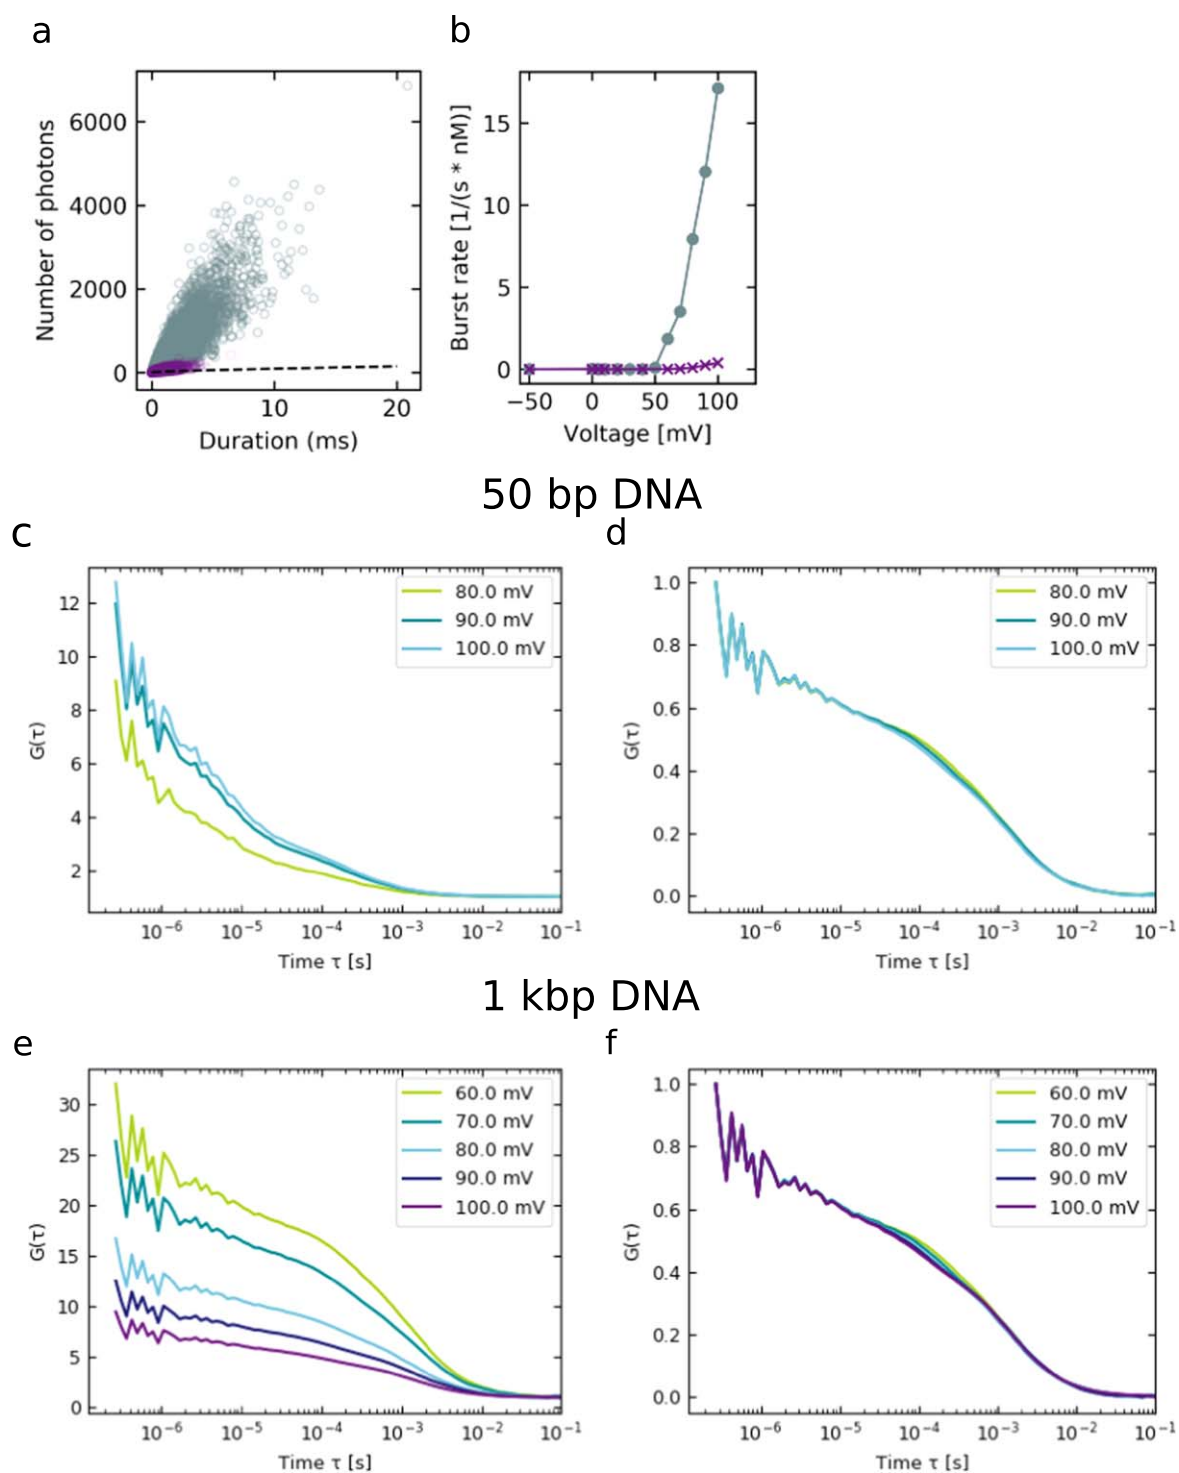 a
b
Number of photons
6000
4000
2000
0
0 10 20
Duration (ms)
Burst rate [1/(s * nM)]
15
10
5
0
−50 0 50 100
Voltage [mV]
50 bp DNA
c
d
G(τ)
12
10
8
6
4
2
80.0 mV
90.0 mV
100.0 mV
10⁻⁶ 10⁻⁵ 10⁻⁴ 10⁻³ 10⁻² 10⁻¹
Time τ [s]
G(τ)
1.0
0.8
0.6
0.4
0.2
0.0
80.0 mV
90.0 mV
100.0 mV
10⁻⁶ 10⁻⁵ 10⁻⁴ 10⁻³ 10⁻² 10⁻¹
Time τ [s]
1 kbp DNA
e
f
G(τ)
30
25
20
15
10
5
0
60.0 mV
70.0 mV
80.0 mV
90.0 mV
100.0 mV
10⁻⁶ 10⁻⁵ 10⁻⁴ 10⁻³ 10⁻² 10⁻¹
Time τ [s]
G(τ)
1.0
0.8
0.6
0.4
0.2
0.0
60.0 mV
70.0 mV
80.0 mV
90.0 mV
100.0 mV
10⁻⁶ 10⁻⁵ 10⁻⁴ 10⁻³ 10⁻² 10⁻¹
Time τ [s]